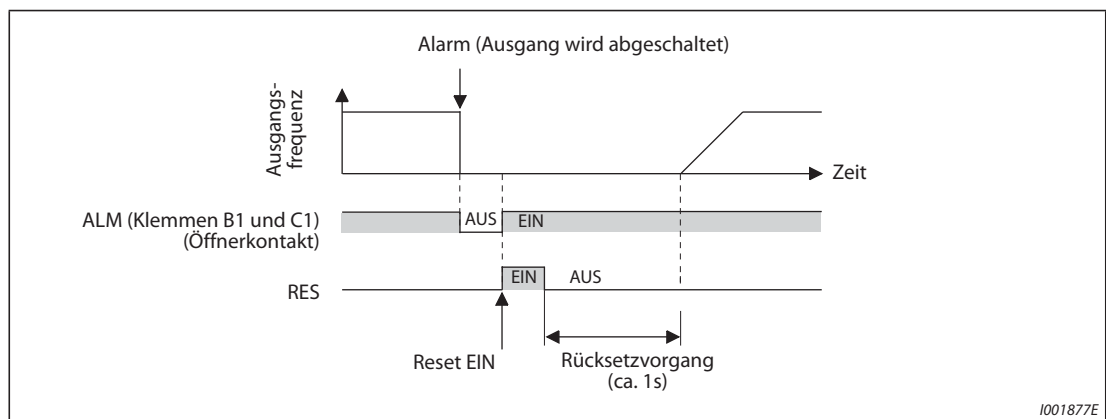 Alarm (Ausgang wird abgeschaltet)
Ausgangs-
frequenz
Zeit
ALM (Klemmen B1 und C1)
(Öffnerkontakt)
AUS
EIN
RES
EIN
AUS
Reset EIN
Rücksetzvorgang
(ca. 1s)
I001877E